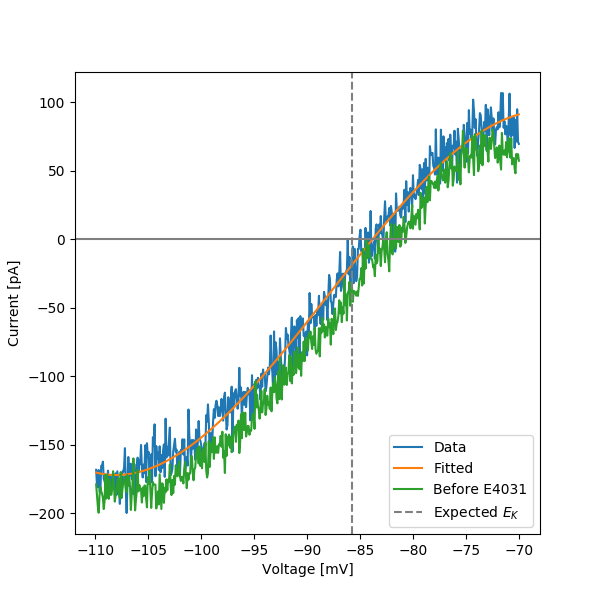 100
50
0
−50
−100
−150
−200
Current [pA]
−110 −105 −100 −95 −90 −85 −80 −75 −70
Voltage [mV]
Data
Fitted
Before E4031
Expected E_K